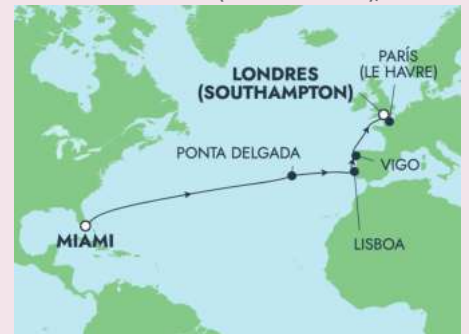 PARÍS
(LE HAVRE)
LONDRES
(SOUTHAMPTON)
PONTA DELGADA
VIGO
LISBOA
MIAMI